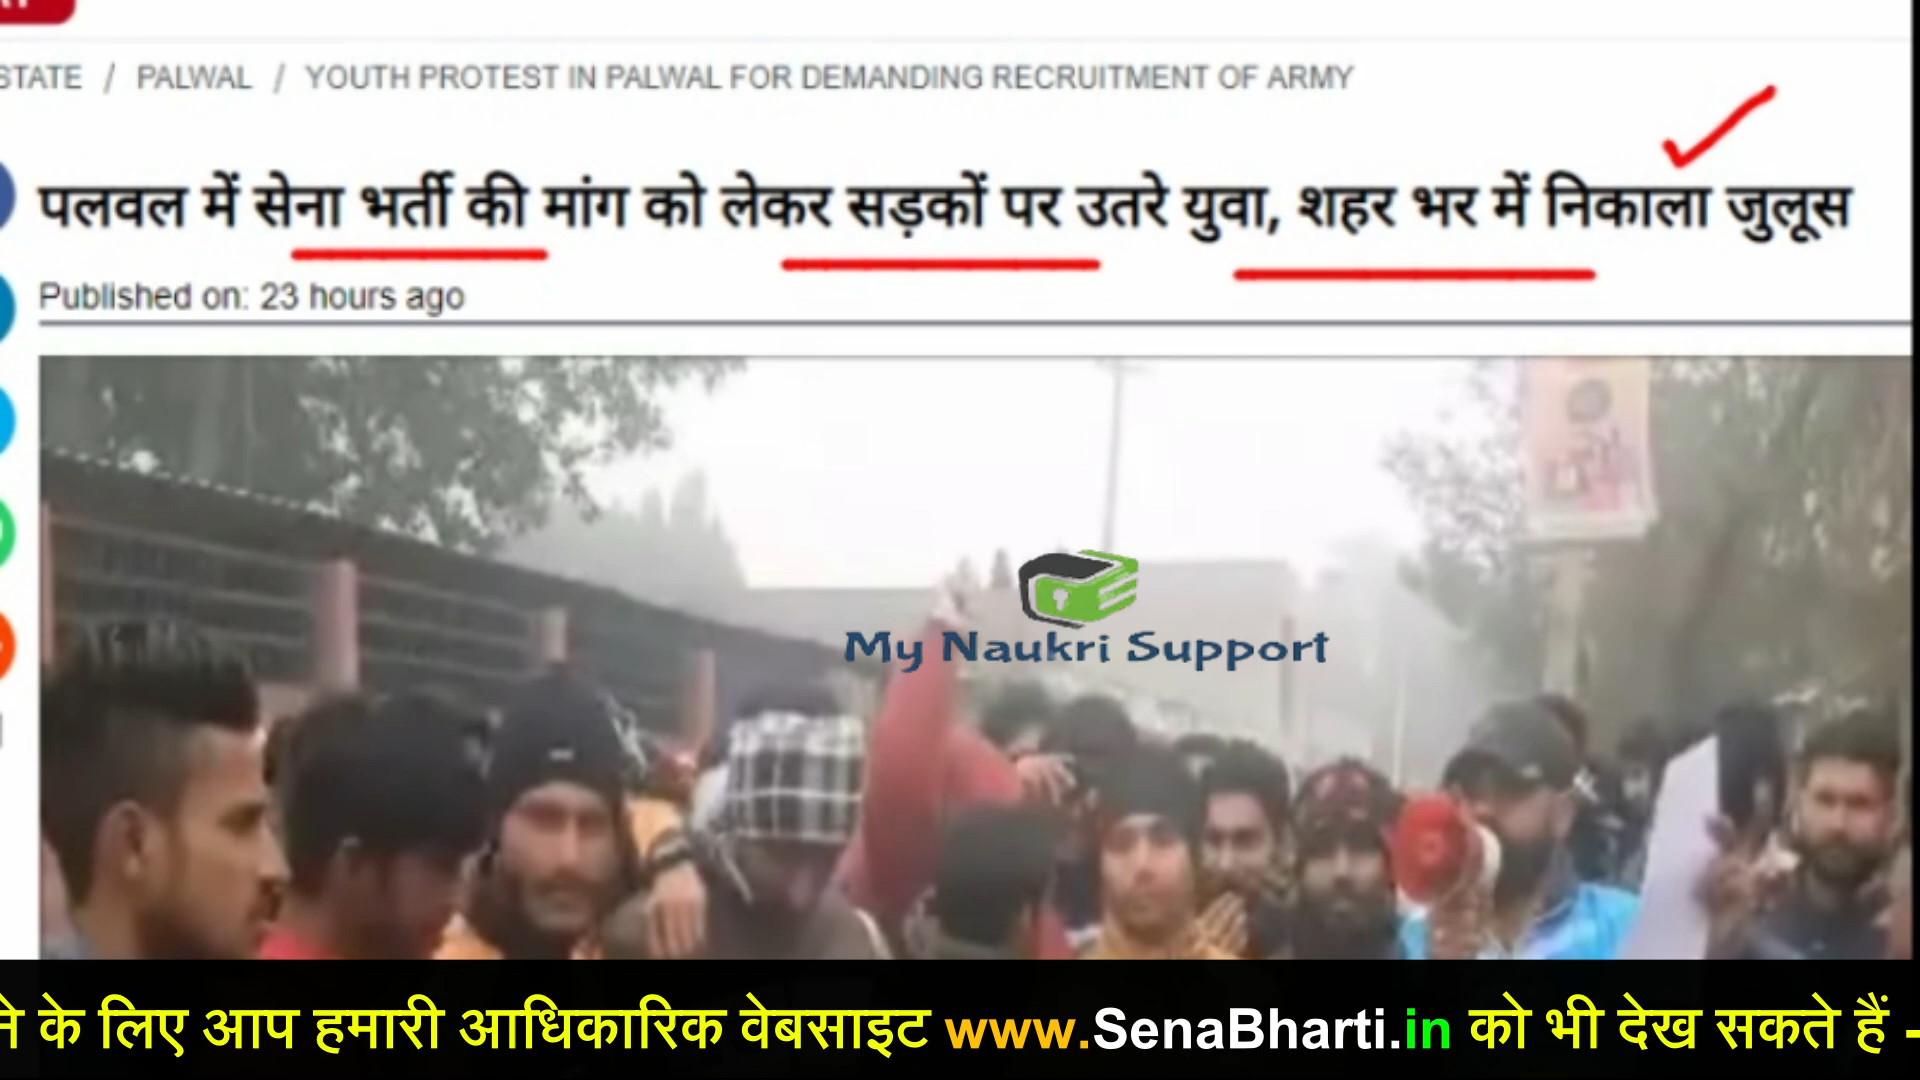 STATE / PALWAL / YOUTH PROTEST IN PALWAL FOR DEMANDING RECRUITMENT OF ARMY
पलवल में सेना भर्ती की मांग को लेकर सड़कों पर उतरे युवा, शहर भर में निकाला जुलूस
Published on: 23 hours ago
My Naukri Support
के लिए आप हमारी आधिकारिक वेबसाइट www.SenaBharti.in को भी देख सकते हैं -